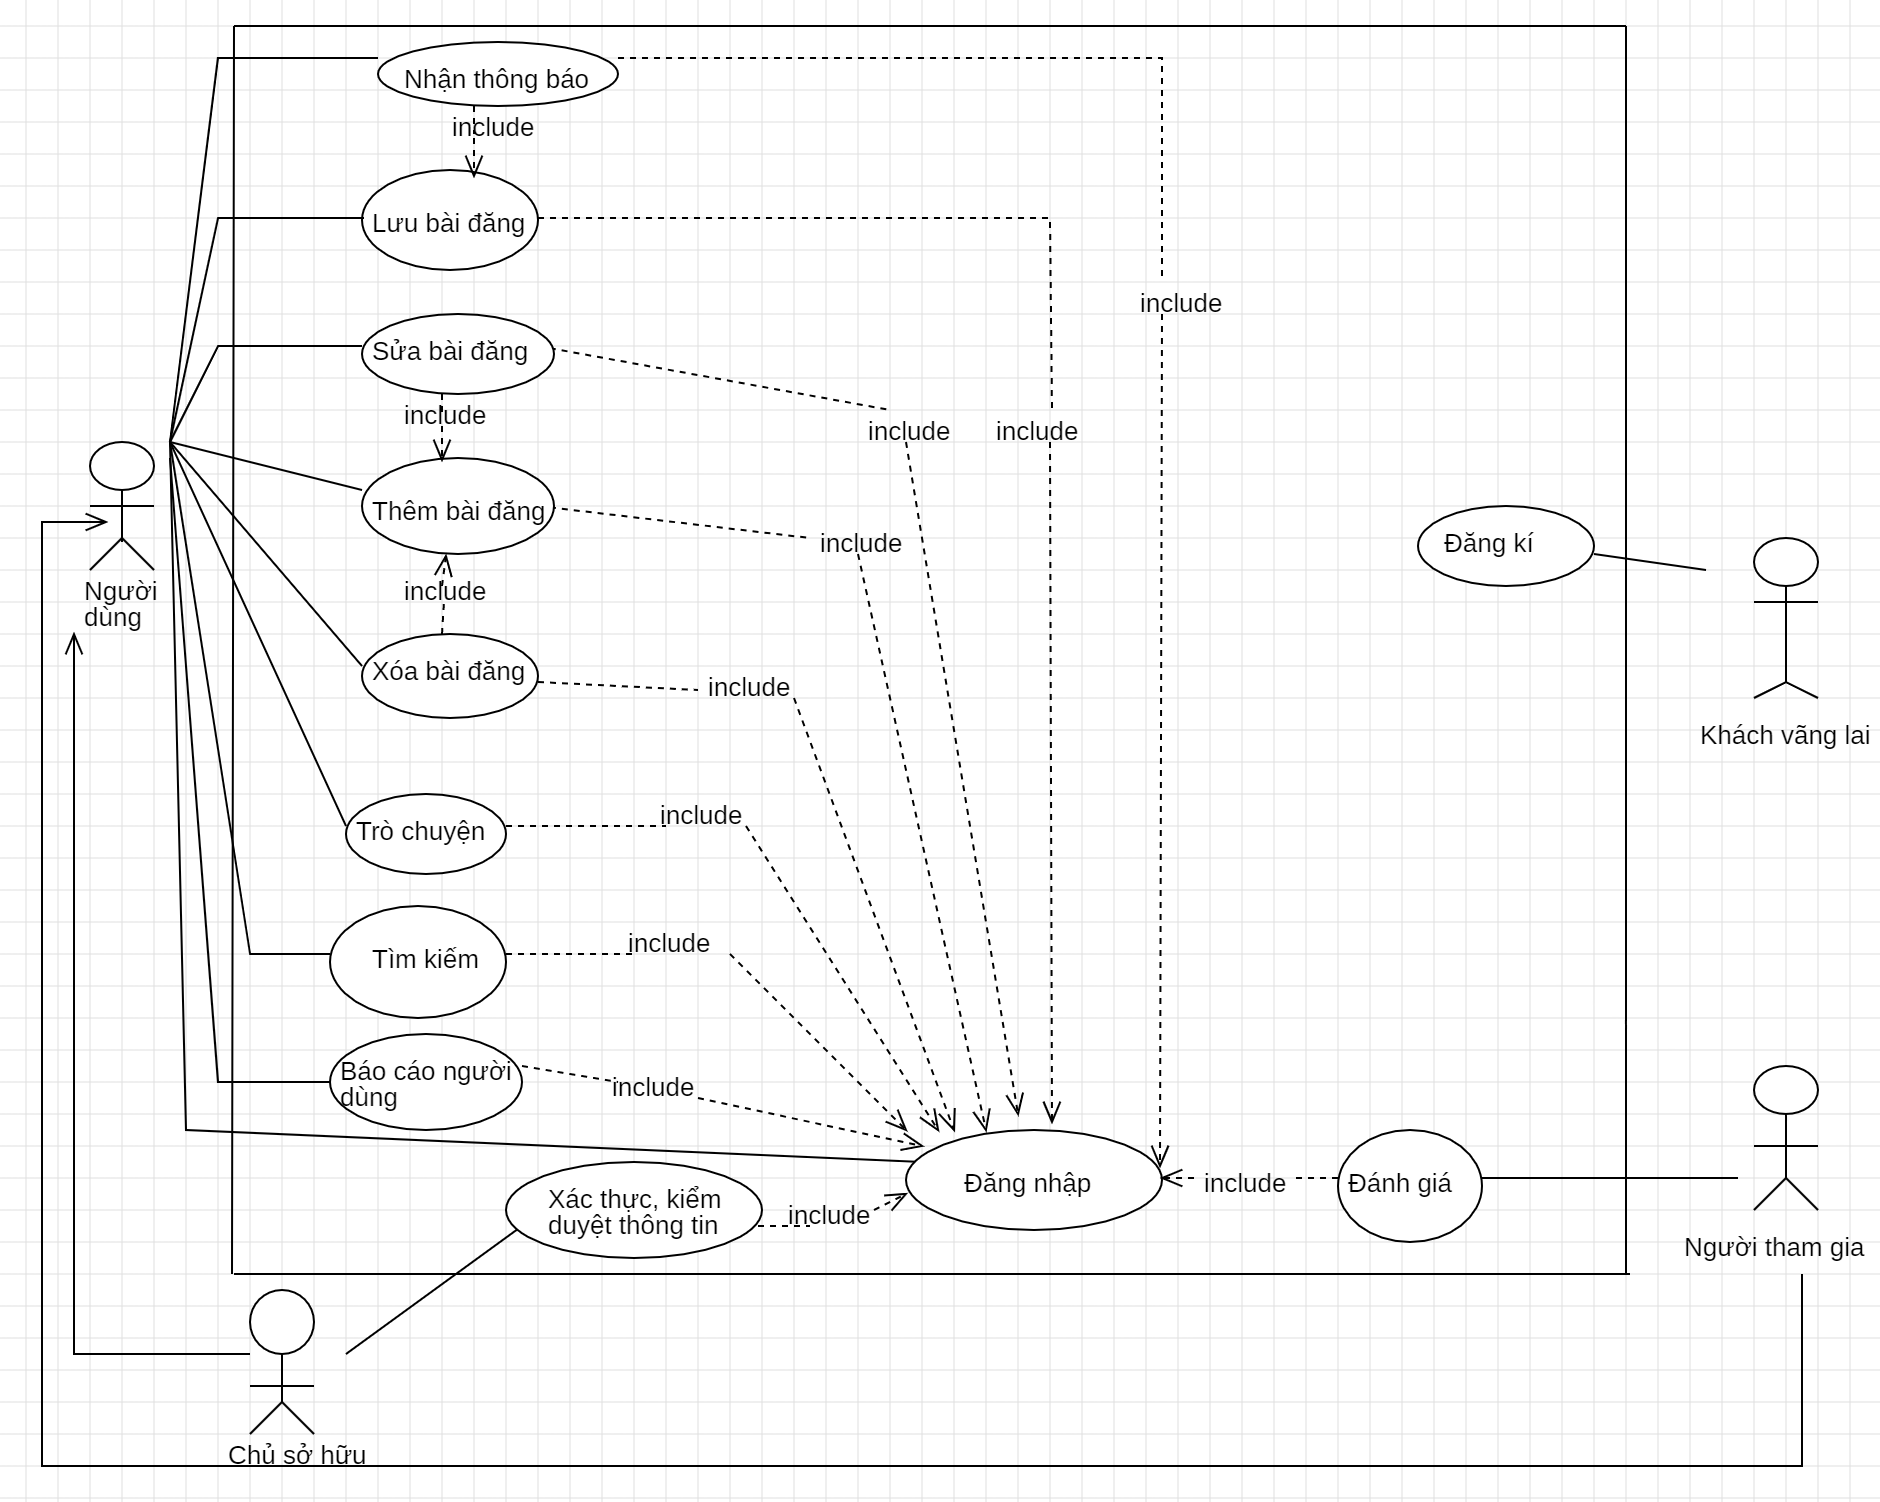 Nhận thông báo
include
Lưu bài đăng
include
Sửa bài đăng
include
include
include
Thêm bài đăng
include
include
Đăng kí
Người
dùng
Xóa bài đăng
include
Khách vãng lai
Trò chuyện
include
Tìm kiếm
include
Báo cáo người
dùng
include
Xác thực, kiểm
duyệt thông tin
include
Đăng nhập
include
Đánh giá
Người tham gia
Chủ sở hữu